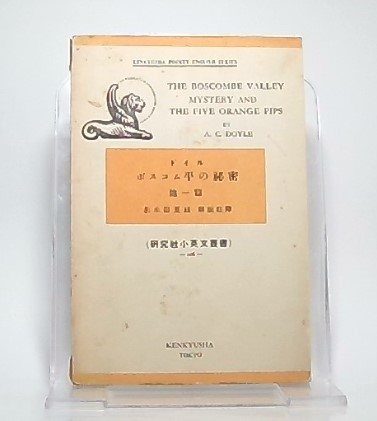 KENKYUSHA POCKET ENGLISH SERIES
THE BOSCOMBE VALLEY
MYSTERY AND
THE FIVE ORANGE PIPS
BY
A. C. DOYLE
ドイル
ボスコム平の祕密
他一篇
(研究社小英文叢書)
KENKYUSHA
TOKYO